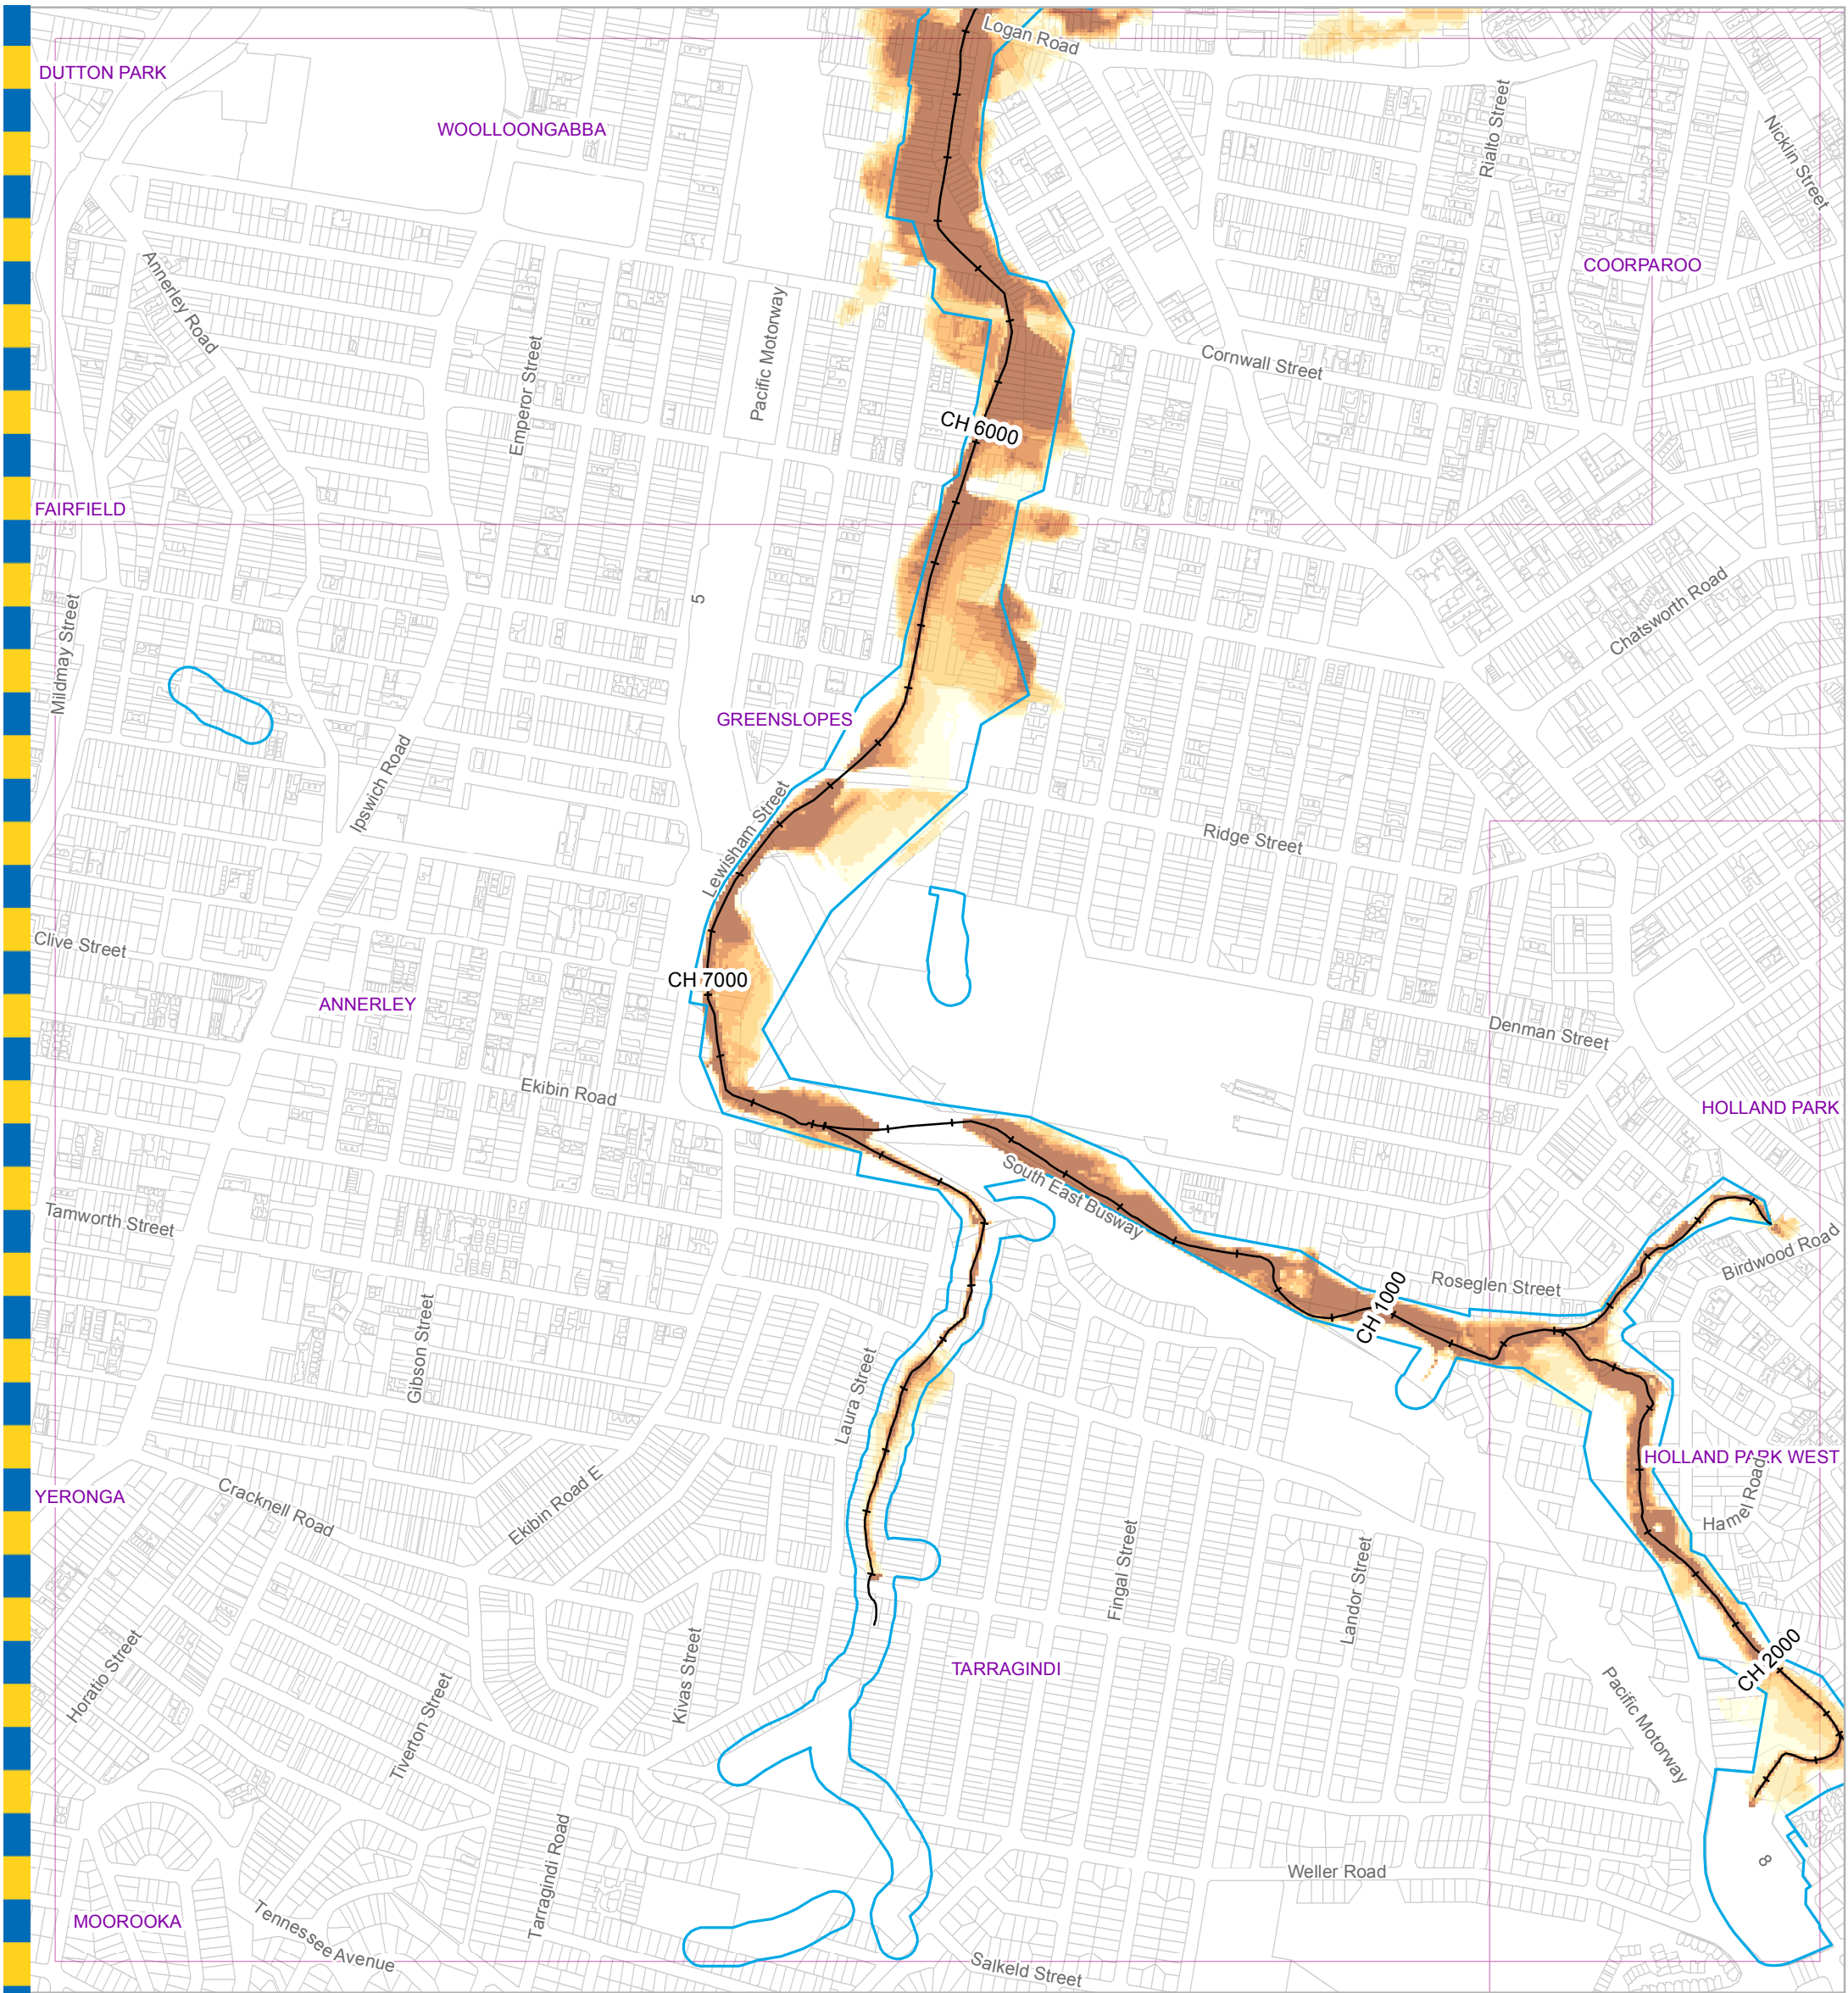 Logan Road
DUTTON PARK
WOOLLOONGABBA
Rialto Street
Nicklin Street
COORPAROO
Annerley Road
Pacific Motorway
Emperor Street
Cornwall Street
CH 6000
FAIRFIELD
5
Chatsworth Road
Mildmay Street
GREENSLOPES
Ipswich Road
Lewisham Street
Ridge Street
Clive Street
CH 7000
ANNERLEY
Denman Street
Ekibin Road
HOLLAND PARK
South East Busway
Tamworth Street
Birdwood Road
Roseglen Street
CH 1000
Gibson Street
Laura Street
HOLLAND PARK WEST
YERONGA
Cracknell Road
Ekibin Road E
Hamel Road
Fingal Street
Landor Street
Horatio Street
Kivas Street
TARRAGINDI
CH 2000
Tiverton Street
Pacific Motorway
Tarragindi Road
Weller Road
8
MOOROOKA
Tennessee Avenue
Salkeld Street